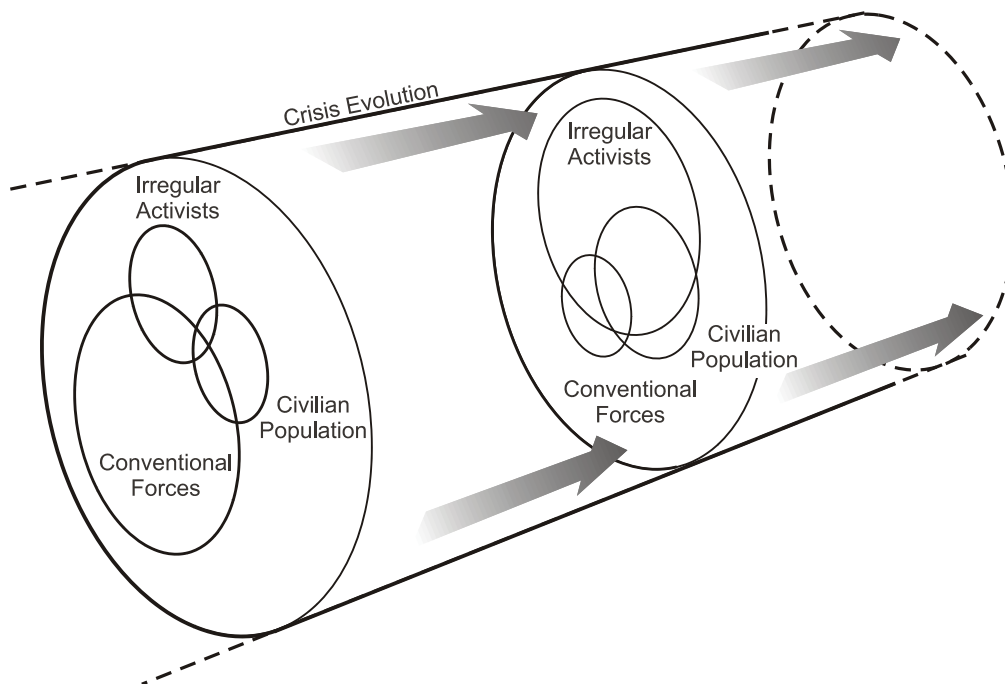 Crisis Evolution
Irregular
Activists
Civilian
Population
Conventional
Forces
Irregular
Activists
Civilian
Population
Conventional
Forces